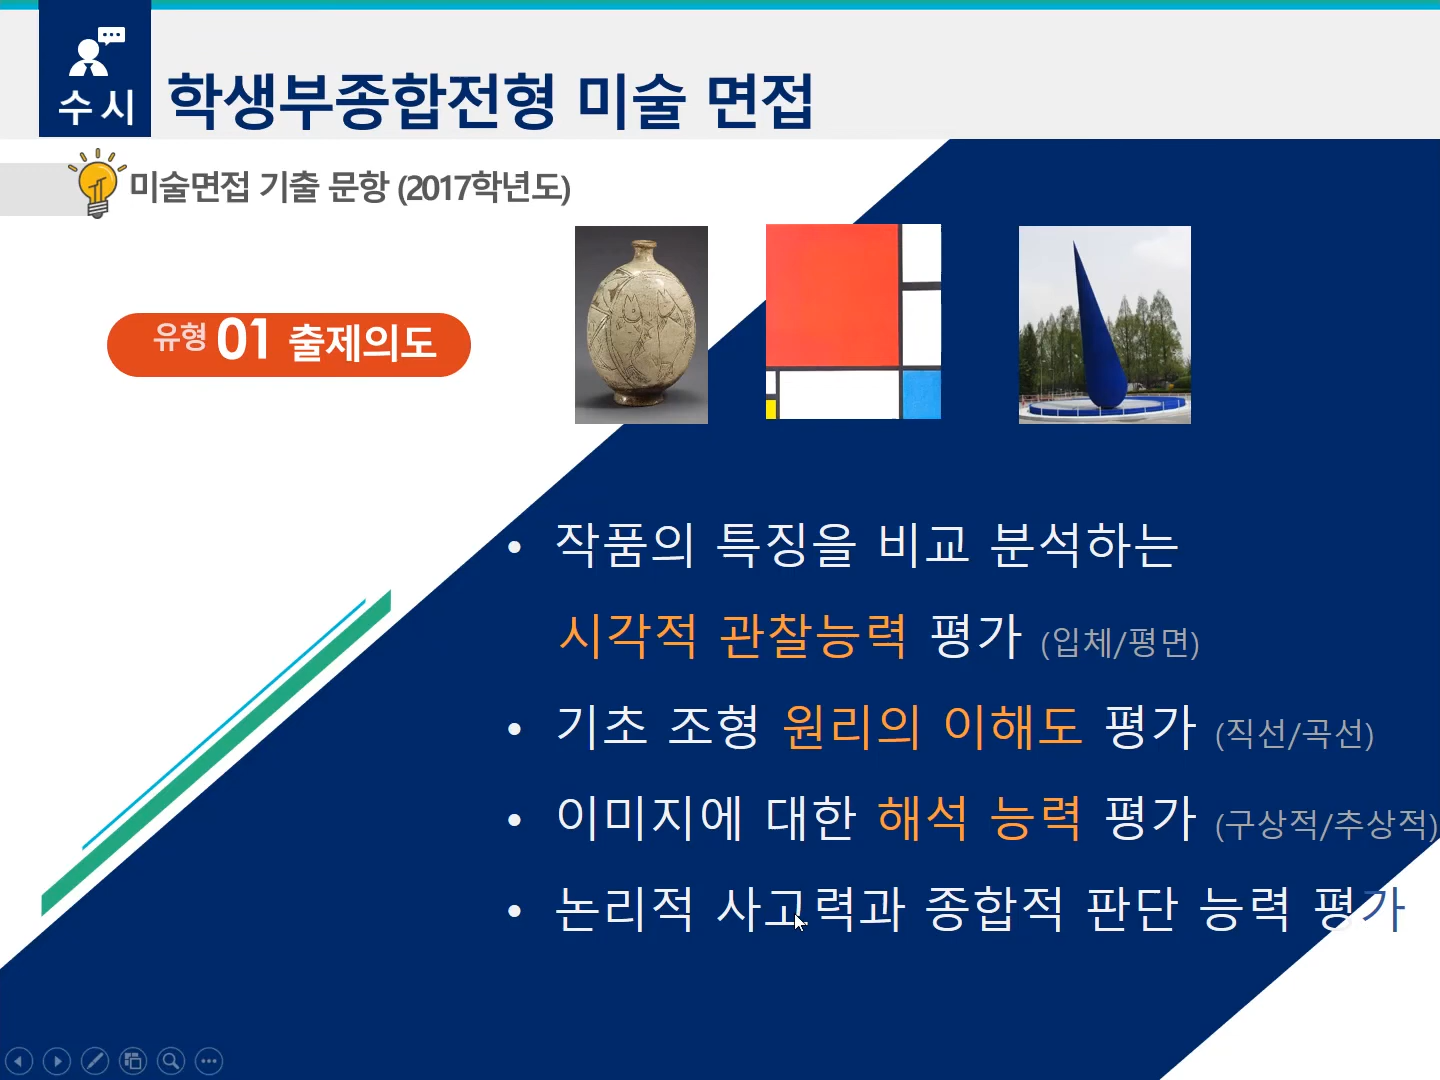 수시
학생부종합전형 미술 면접
미술면접 기출 문항 (2017학년도)
유형 01 출제의도
• 작품의 특징을 비교 분석하는
시각적 관찰능력 평가 (입체/평면)
• 기초 조형 원리의 이해도 평가 (직선/곡선)
• 이미지에 대한 해석 능력 평가 (구상적/추상적)
• 논리적 사고력과 종합적 판단 능력 평가